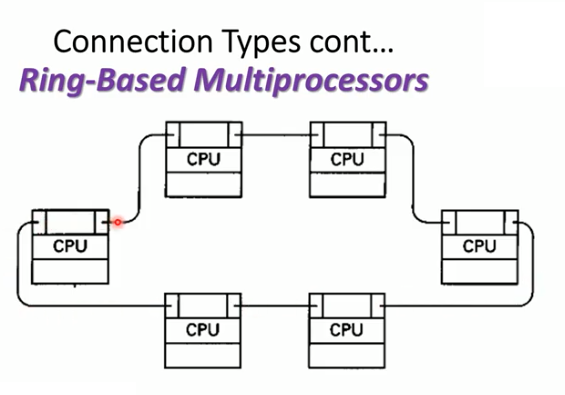 Connection Types cont...
Ring-Based Multiprocessors
CPU
CPU
CPU
CPU
CPU
CPU